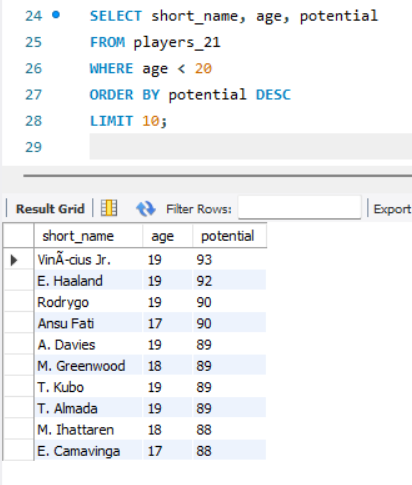 24 SELECT short_name, age, potential
25 FROM players_21
26 WHERE age < 20
27 ORDER BY potential DESC
28 LIMIT 10;
29
Result Grid Filter Rows: Export
short_name age potential
VinÃ-cius Jr. 19 93
E. Haaland 19 92
Rodrygo 19 90
Ansu Fati 17 90
A. Davies 19 89
M. Greenwood 18 89
T. Kubo 19 89
T. Almada 19 89
M. Ihattaren 18 88
E. Camavinga 17 88